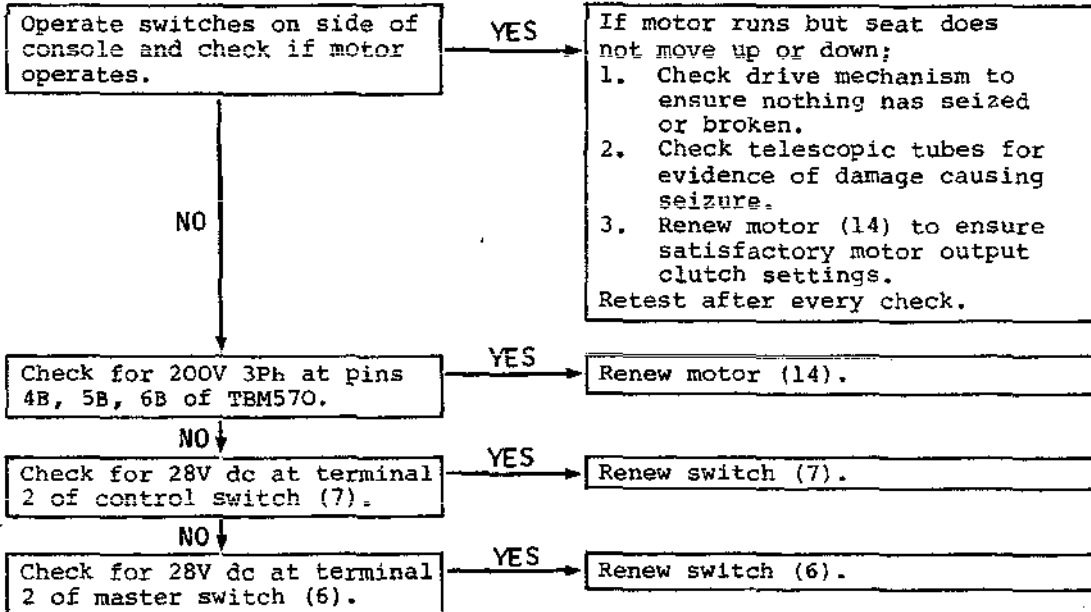 Operate switches on side of
console and check if motor
operates.
YES
If motor runs but seat does
not move up or down;
1. Check drive mechanism to
ensure nothing has seized
or broken.
2. Check telescopic tubes for
evidence of damage causing
seizure.
3. Renew motor (14) to ensure
satisfactory motor output
clutch settings.
Retest after every check.
NO
Check for 200V 3Ph at pins
4B, 5B, 6B of TBM570.
YES
Renew motor (14).
NO
Check for 28V dc at terminal
2 of control switch (7).
YES
Renew switch (7).
NO
Check for 28V dc at terminal
2 of master switch (6).
YES
Renew switch (6).